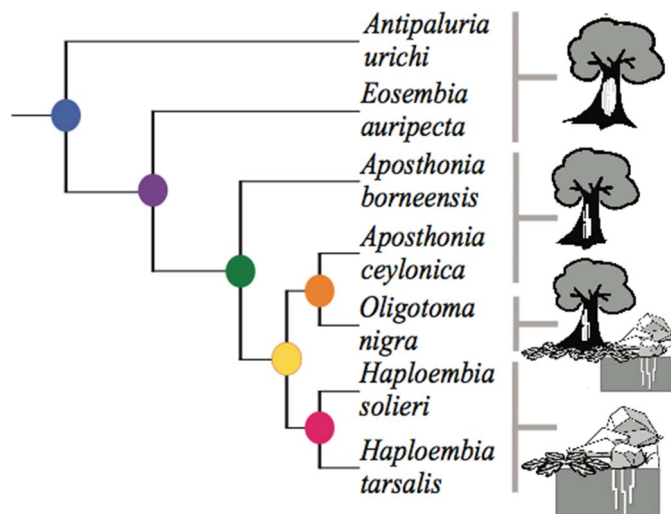 Antipaluria
urichi
Eosembia
auripecta
Aposthonia
borneensis
Aposthonia
ceylonica
Oligotoma
nigra
Haploembia
solieri
Haploembia
tarsalis